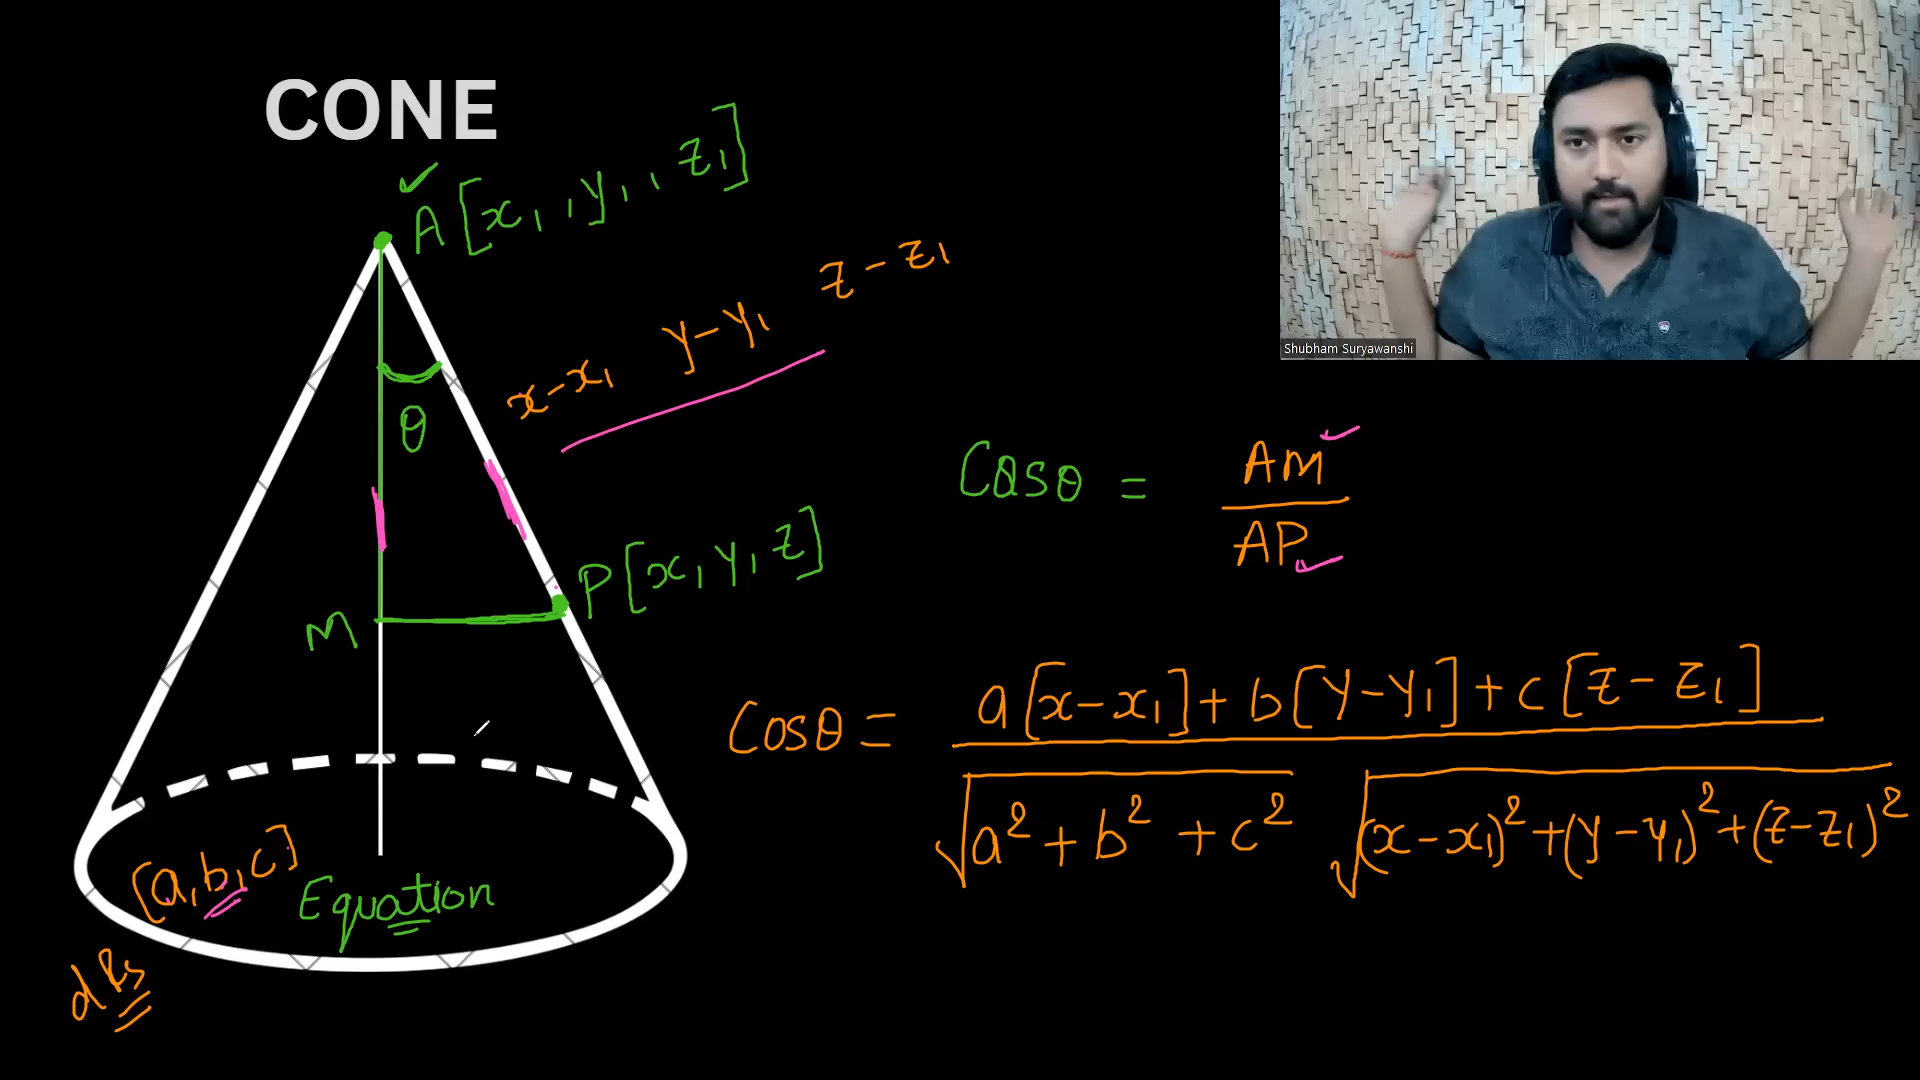 CONE
✓
A [x1, y1, z1]
x-x1 y-y1 z-z1
Shubham Suryawanshi
θ
Cosθ = AM
AP
P [x, y, z]
M
Cosθ = a[x-x1] + b[y-y1] + c[z-z1]
√a² + b² + c² √(x-x1)² + (y-y1)² + (z-z1)²
[a, b, c]
Equation
dRs